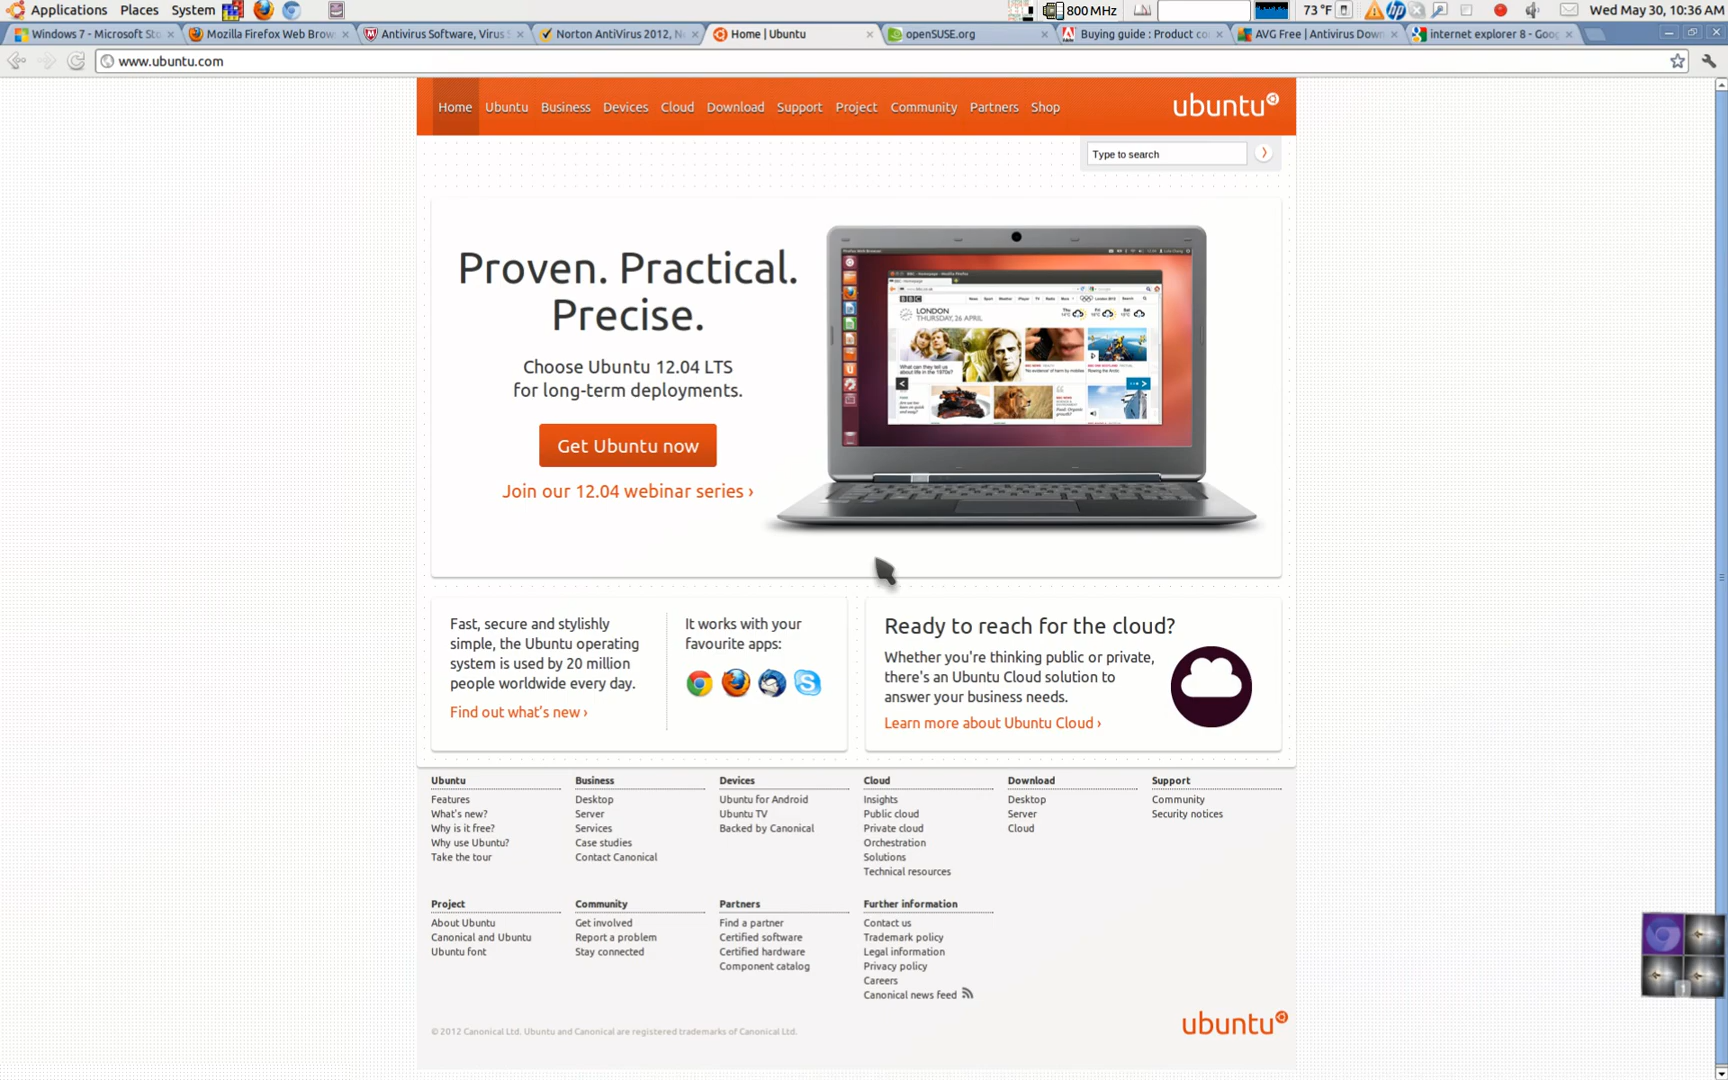 Applications Places System 800 MHz 73 °F Wed May 30, 10:36 AM
Windows 7 - Microsoft Sto Mozilla Firefox Web Brow Antivirus Software, Virus Norton AntiVirus 2012, N Home | Ubuntu openSUSE.org Buying guide : Product co AVG Free | Antivirus Down internet explorer 8 - Goog
www.ubuntu.com
Home Ubuntu Business Devices Cloud Download Support Project Community Partners Shop ubuntu
Type to search
Proven. Practical.
Precise.
Choose Ubuntu 12.04 LTS
for long-term deployments.
Get Ubuntu now
Join our 12.04 webinar series ›
BBC
LONDON
THURSDAY, 26 APRIL
Fast, secure and stylishly
simple, the Ubuntu operating
system is used by 20 million
people worldwide every day.
Find out what's new ›
It works with your
favourite apps:
Ready to reach for the cloud?
Whether you're thinking public or private,
there's an Ubuntu Cloud solution to
answer your business needs.
Learn more about Ubuntu Cloud ›
Ubuntu
Features
What's new?
Why is it free?
Why use Ubuntu?
Take the tour
Business
Desktop
Server
Services
Case studies
Contact Canonical
Devices
Ubuntu for Android
Ubuntu TV
Backed by Canonical
Cloud
Insights
Public cloud
Private cloud
Orchestration
Solutions
Technical resources
Download
Desktop
Server
Cloud
Support
Community
Security notices
Project
About Ubuntu
Canonical and Ubuntu
Ubuntu font
Community
Get involved
Report a problem
Stay connected
Partners
Find a partner
Certified software
Certified hardware
Component catalog
Further information
Contact us
Trademark policy
Legal information
Privacy policy
Careers
Canonical news feed
© 2012 Canonical Ltd. Ubuntu and Canonical are registered trademarks of Canonical Ltd.
ubuntu
1